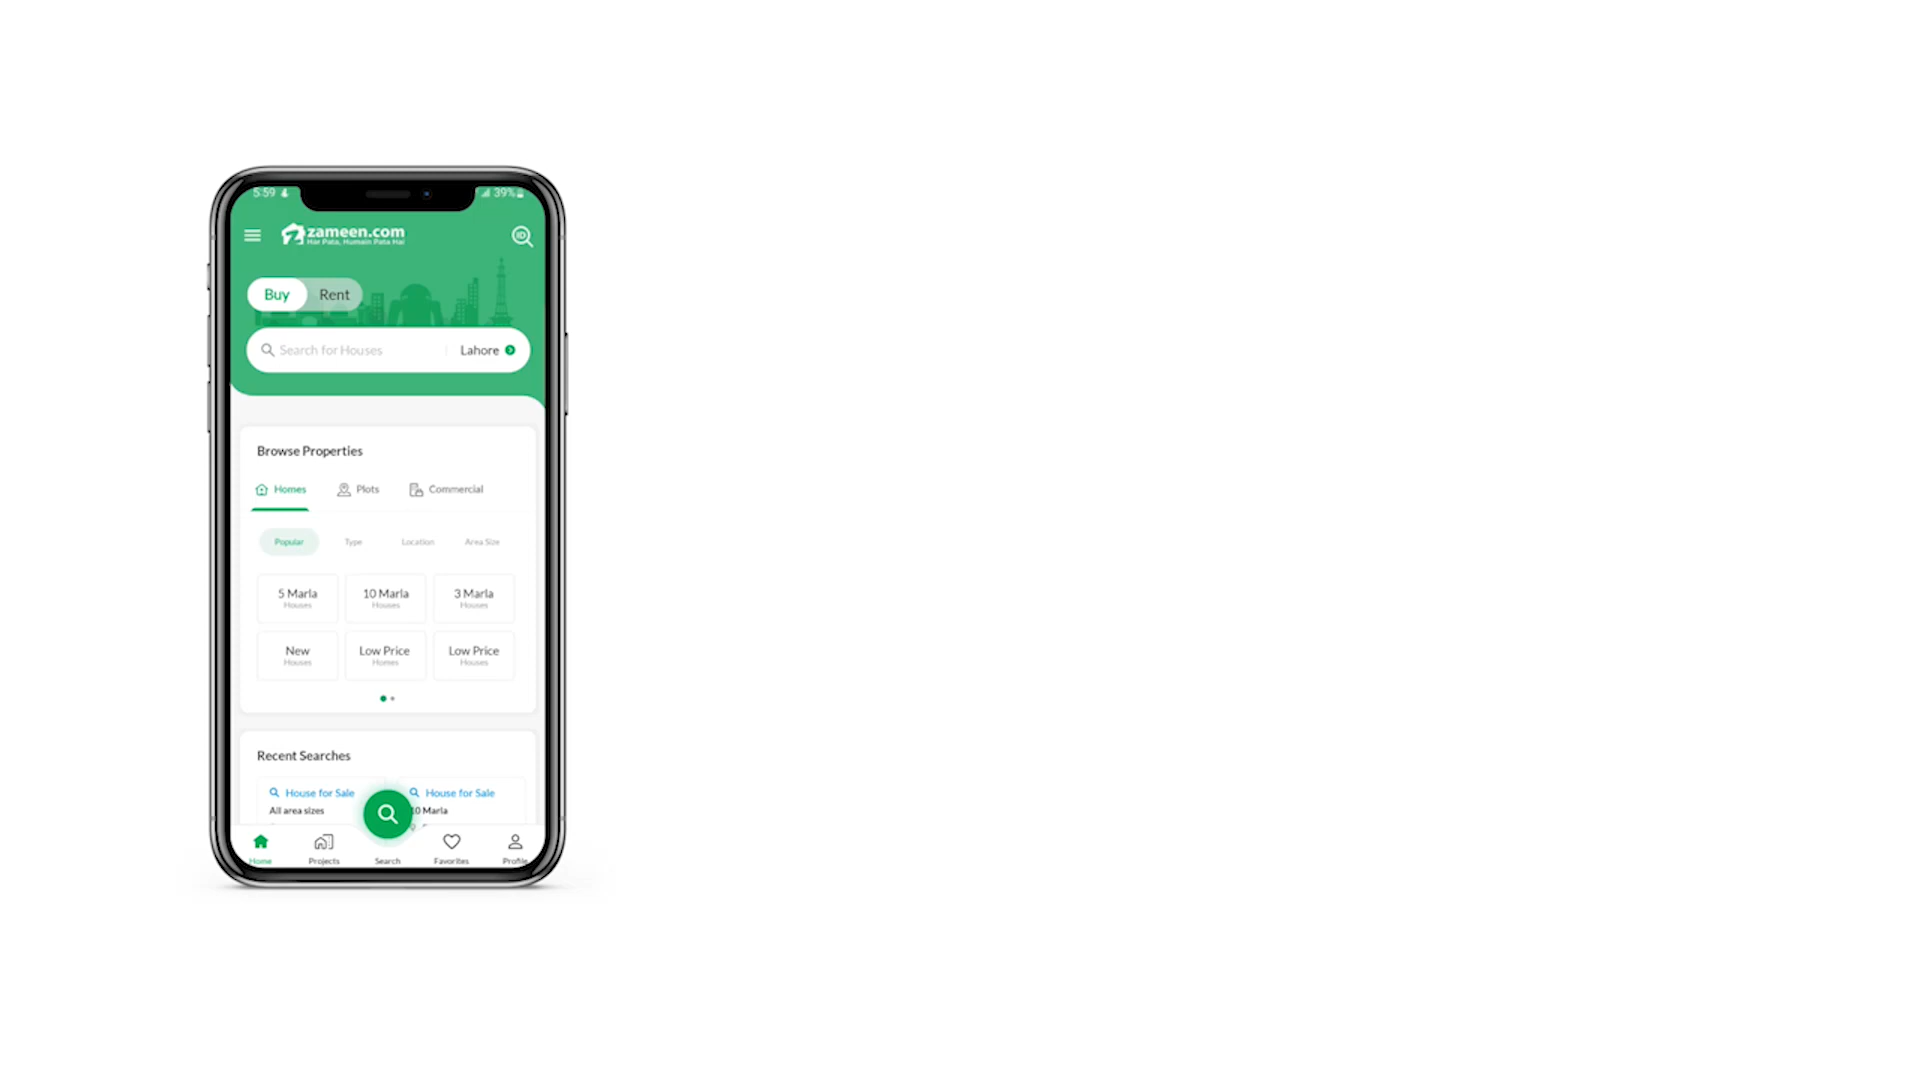 5:59 39%
zameen.com
Har Pata, Humain Pata Hai
ID
Buy Rent
Search for Houses Lahore
Browse Properties
Homes Plots Commercial
Popular Type Location Area Size
5 Marla 10 Marla 3 Marla
Houses Houses Houses
New Low Price Low Price
Houses Homes Houses
Recent Searches
House for Sale House for Sale
All area sizes 10 Marla
Home Projects Search Favorites Profile